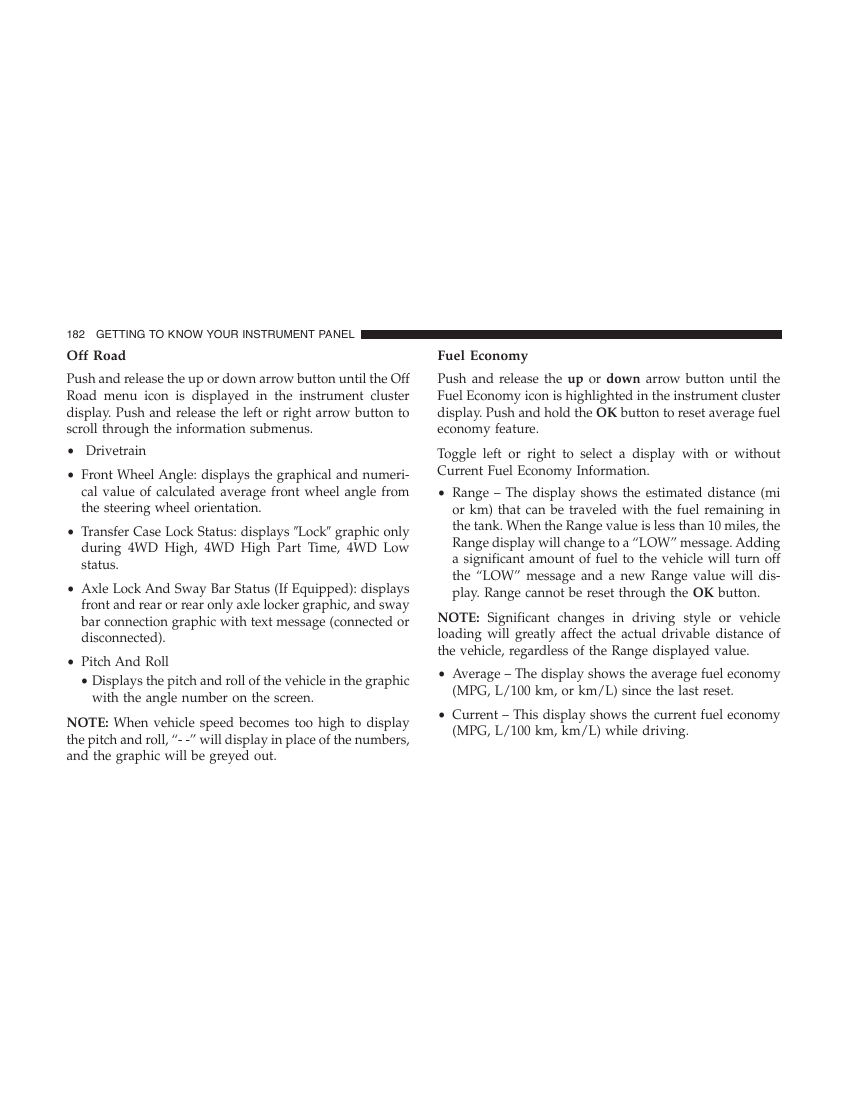 182 GETTING TO KNOW YOUR INSTRUMENT PANEL
Off Road
Push and release the up or down arrow button until the Off
Road menu icon is displayed in the instrument cluster
display. Push and release the left or right arrow button to
scroll through the information submenus.
• Drivetrain
• Front Wheel Angle: displays the graphical and numeri-
cal value of calculated average front wheel angle from
the steering wheel orientation.
• Transfer Case Lock Status: displays "Lock" graphic only
during 4WD High, 4WD High Part Time, 4WD Low
status.
• Axle Lock And Sway Bar Status (If Equipped): displays
front and rear or rear only axle locker graphic, and sway
bar connection graphic with text message (connected or
disconnected).
• Pitch And Roll
• Displays the pitch and roll of the vehicle in the graphic
with the angle number on the screen.
NOTE: When vehicle speed becomes too high to display
the pitch and roll, “- -” will display in place of the numbers,
and the graphic will be greyed out.
Fuel Economy
Push and release the up or down arrow button until the
Fuel Economy icon is highlighted in the instrument cluster
display. Push and hold the OK button to reset average fuel
economy feature.
Toggle left or right to select a display with or without
Current Fuel Economy Information.
• Range – The display shows the estimated distance (mi
or km) that can be traveled with the fuel remaining in
the tank. When the Range value is less than 10 miles, the
Range display will change to a “LOW” message. Adding
a significant amount of fuel to the vehicle will turn off
the “LOW” message and a new Range value will dis-
play. Range cannot be reset through the OK button.
NOTE: Significant changes in driving style or vehicle
loading will greatly affect the actual drivable distance of
the vehicle, regardless of the Range displayed value.
• Average – The display shows the average fuel economy
(MPG, L/100 km, or km/L) since the last reset.
• Current – This display shows the current fuel economy
(MPG, L/100 km, km/L) while driving.